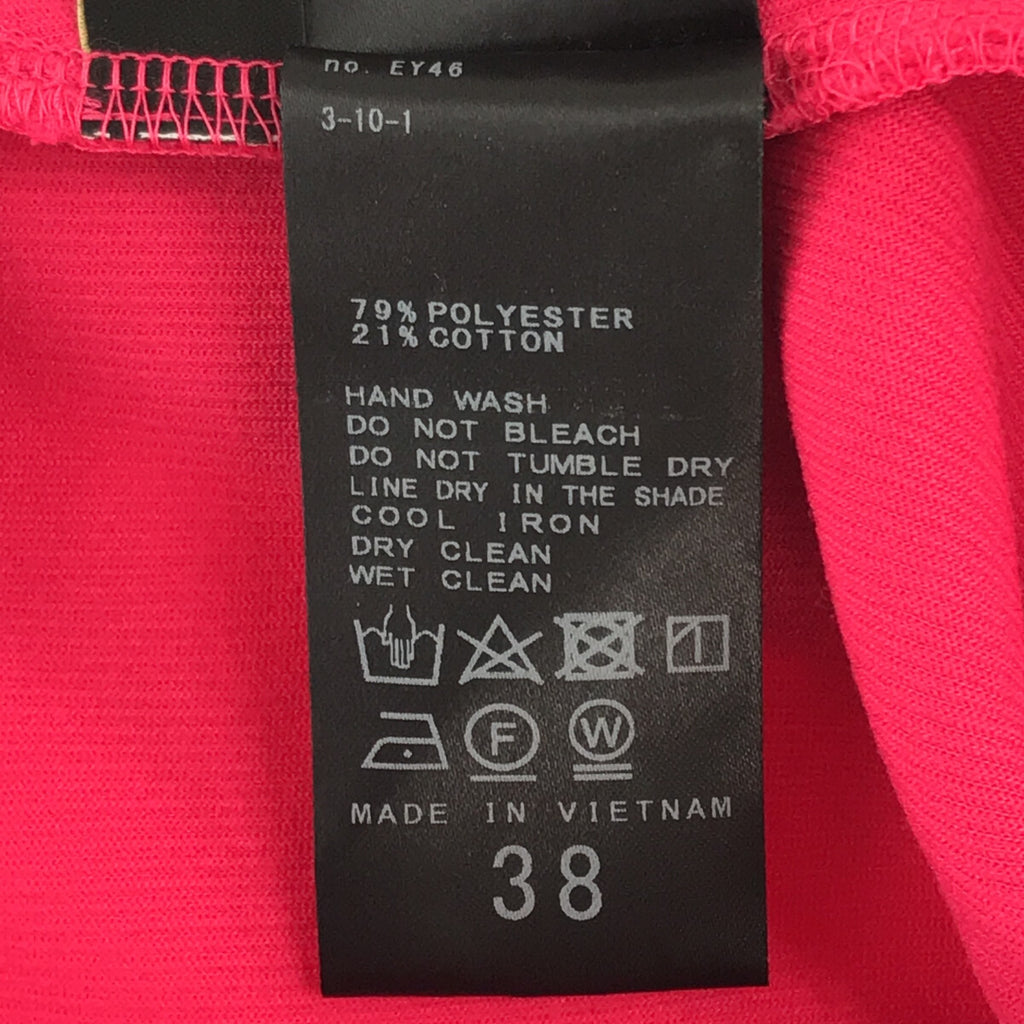 no. EY46
3-10-1
79% POLYESTER
21% COTTON
HAND WASH
DO NOT BLEACH
DO NOT TUMBLE DRY
LINE DRY IN THE SHADE
COOL IRON
DRY CLEAN
WET CLEAN
F W
MADE IN VIETNAM
38